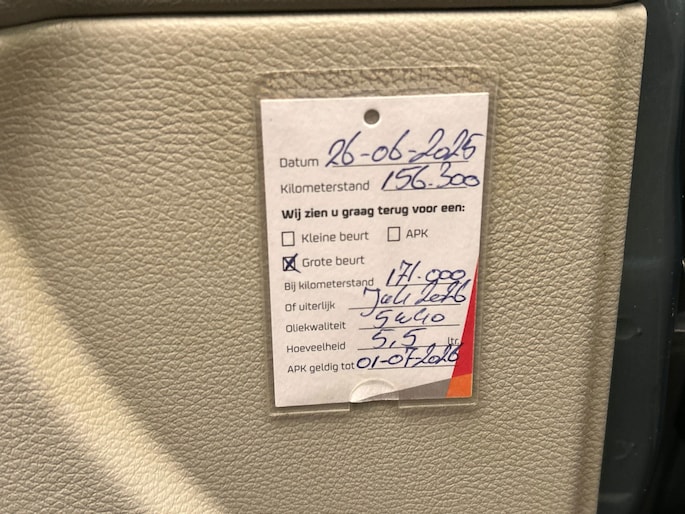 Datum 26-06-2025
Kilometerstand 156.300
Wij zien u graag terug voor een:
Kleine beurt APK
Grote beurt
Bij kilometerstand 171.000
Of uiterlijk Juli 2026
Oliekwaliteit 5w40
Hoeveelheid 5,5 ltr.
APK geldig tot 01-07-2026